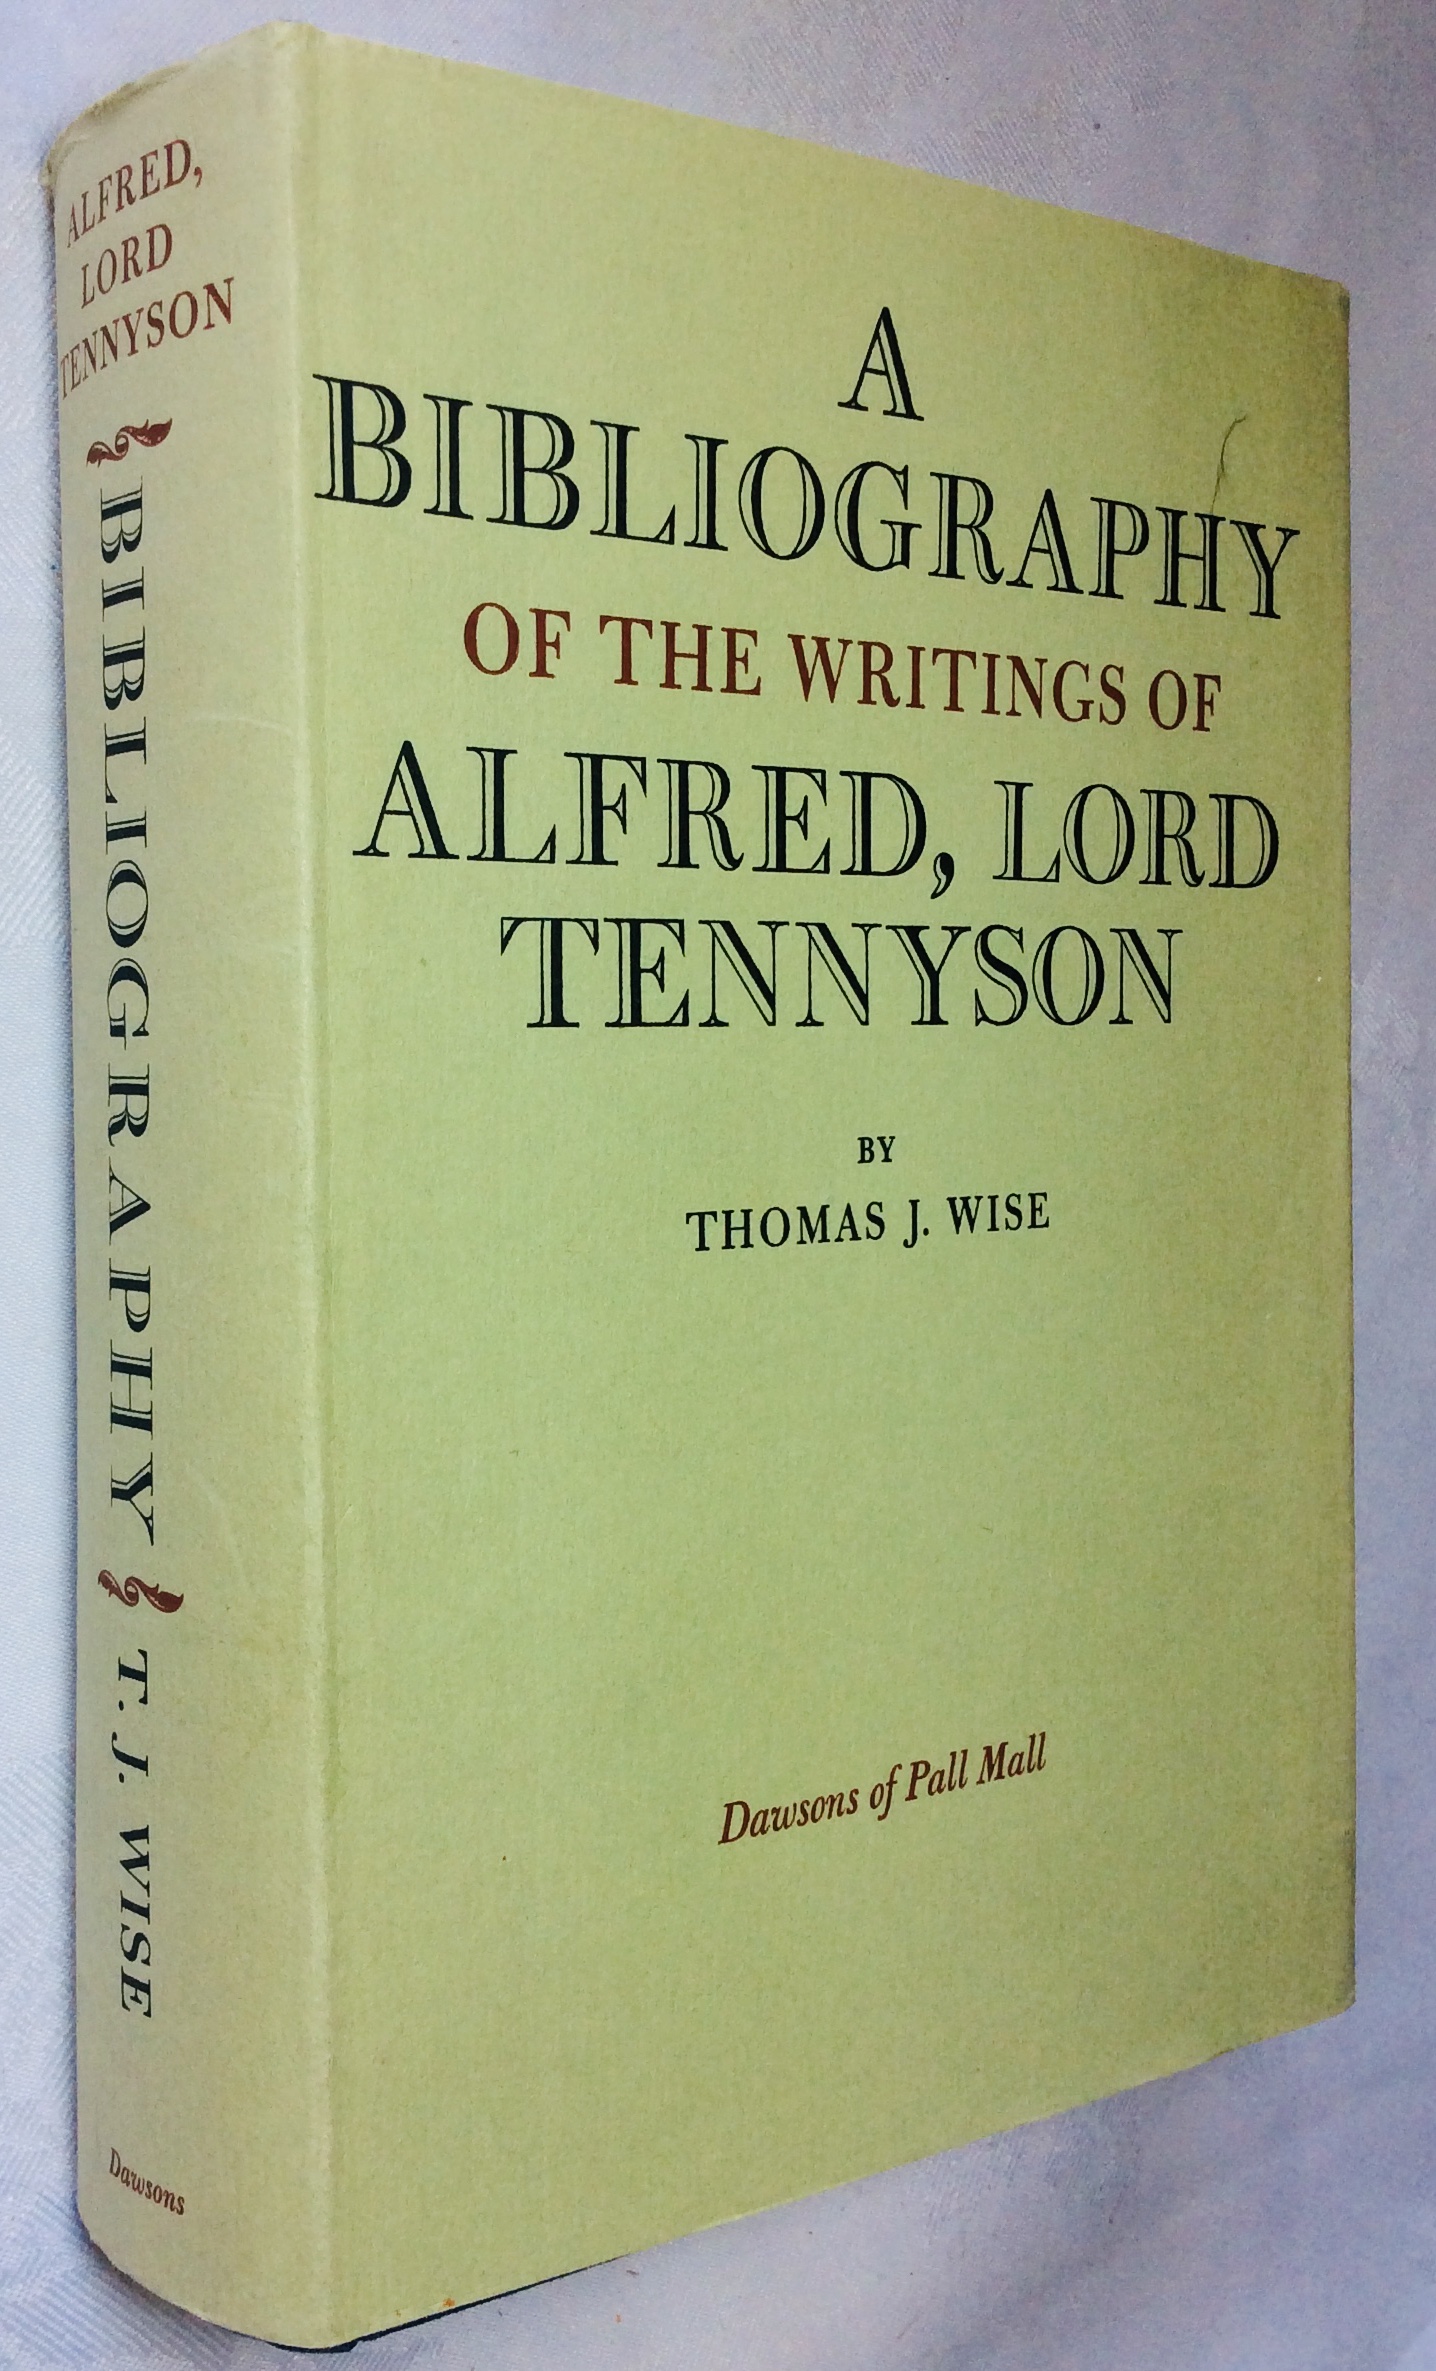 ALFRED,
LORD
TENNYSON
BIBLIOGRAPHY
T. J. WISE
Dawsons
A
BIBLIOGRAPHY
OF THE WRITINGS OF
ALFRED, LORD
TENNYSON
BY
THOMAS J. WISE
Dawsons of Pall Mall